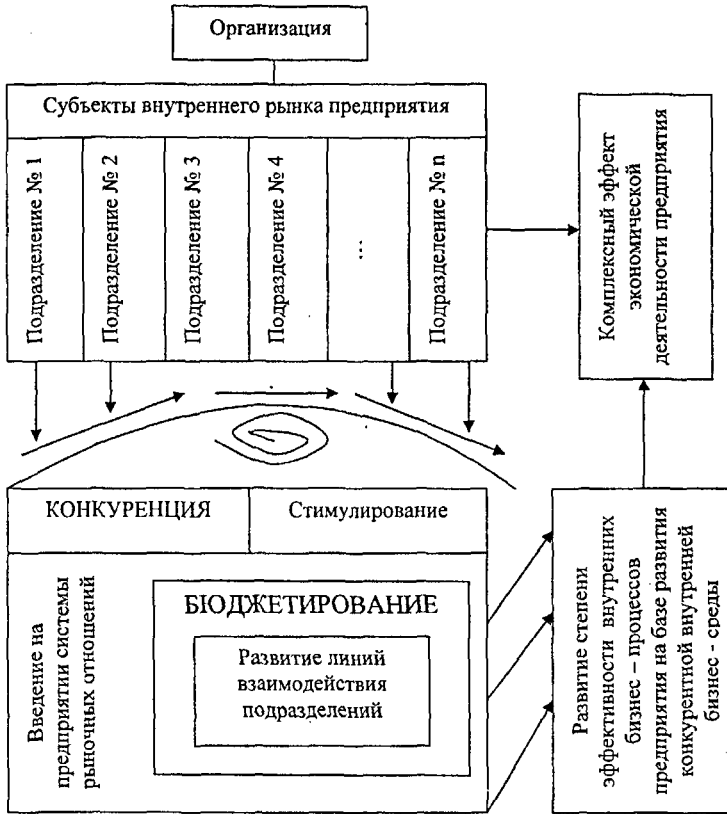 Организация
Субъекты внутреннего рынка предприятия
Подразделение № 1
Подразделение № 2
Подразделение № 3
Подразделение № 4
...
Подразделение № n
Комплексный эффект
экономической
деятельности предприятия
КОНКУРЕНЦИЯ
Стимулирование
Введение на
предприятии системы
рыночных отношений
БЮДЖЕТИРОВАНИЕ
Развитие линий
взаимодействия
подразделений
Развитие степени
эффективности внутренних
бизнес – процессов
предприятия на базе развития
конкурентной внутренней
бизнес - среды